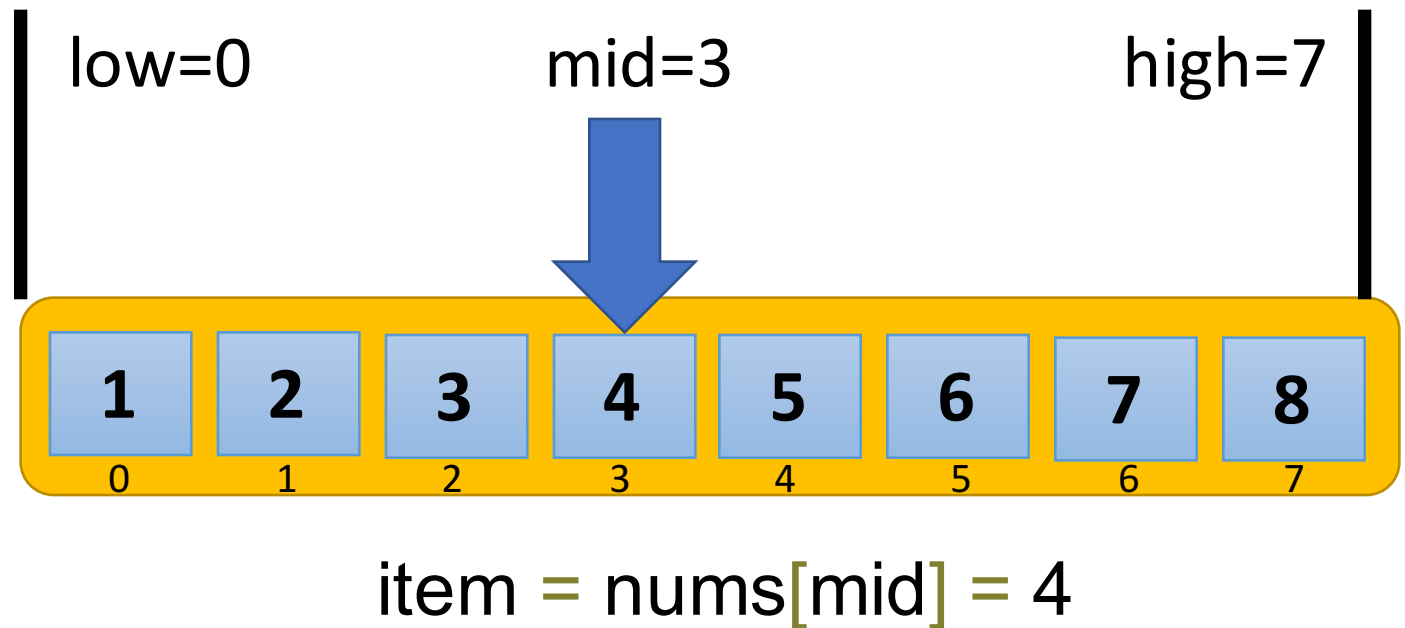 low=0 mid=3 high=7
1 2 3 4 5 6 7 8
0 1 2 3 4 5 6 7
item = nums[mid] = 4